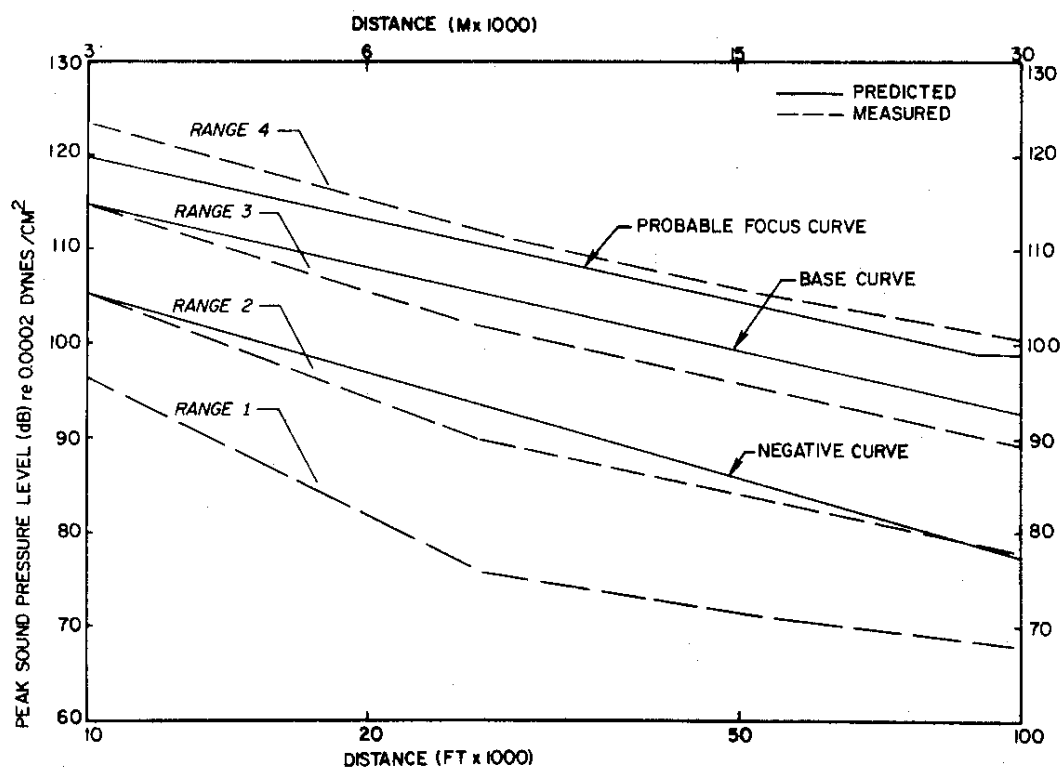 DISTANCE (M x 1000)
3 6 15 30
130 130
PREDICTED
MEASURED
RANGE 4
120 120
RANGE 3
PROBABLE FOCUS CURVE
110 110
BASE CURVE
RANGE 2
100 100
RANGE 1
90 90
NEGATIVE CURVE
80 80
70 70
60
PEAK SOUND PRESSURE LEVEL (dB) re 0.0002 DYNES/CM²
10 20 50 100
DISTANCE (FT x 1000)